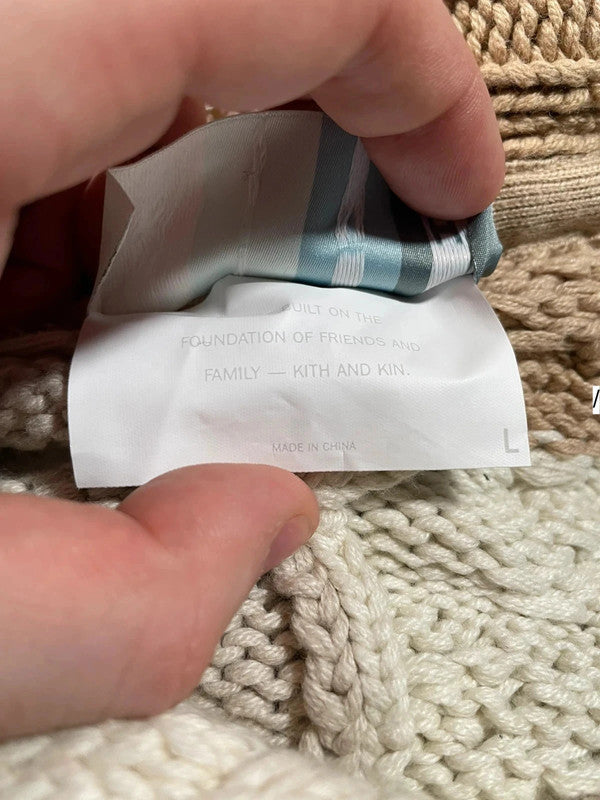 BUILT ON THE
FOUNDATION OF FRIENDS AND
FAMILY — KITH AND KIN.
MADE IN CHINA
L